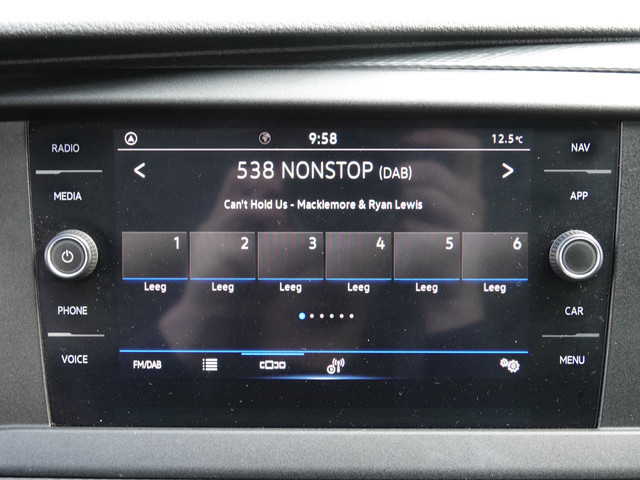 9:58
12.5°C
RADIO
NAV
< 538 NONSTOP (DAB) >
MEDIA
APP
Can't Hold Us - Macklemore & Ryan Lewis
1 2 3 4 5 6
Leeg Leeg Leeg Leeg Leeg Leeg
PHONE
CAR
VOICE
MENU
FM/DAB